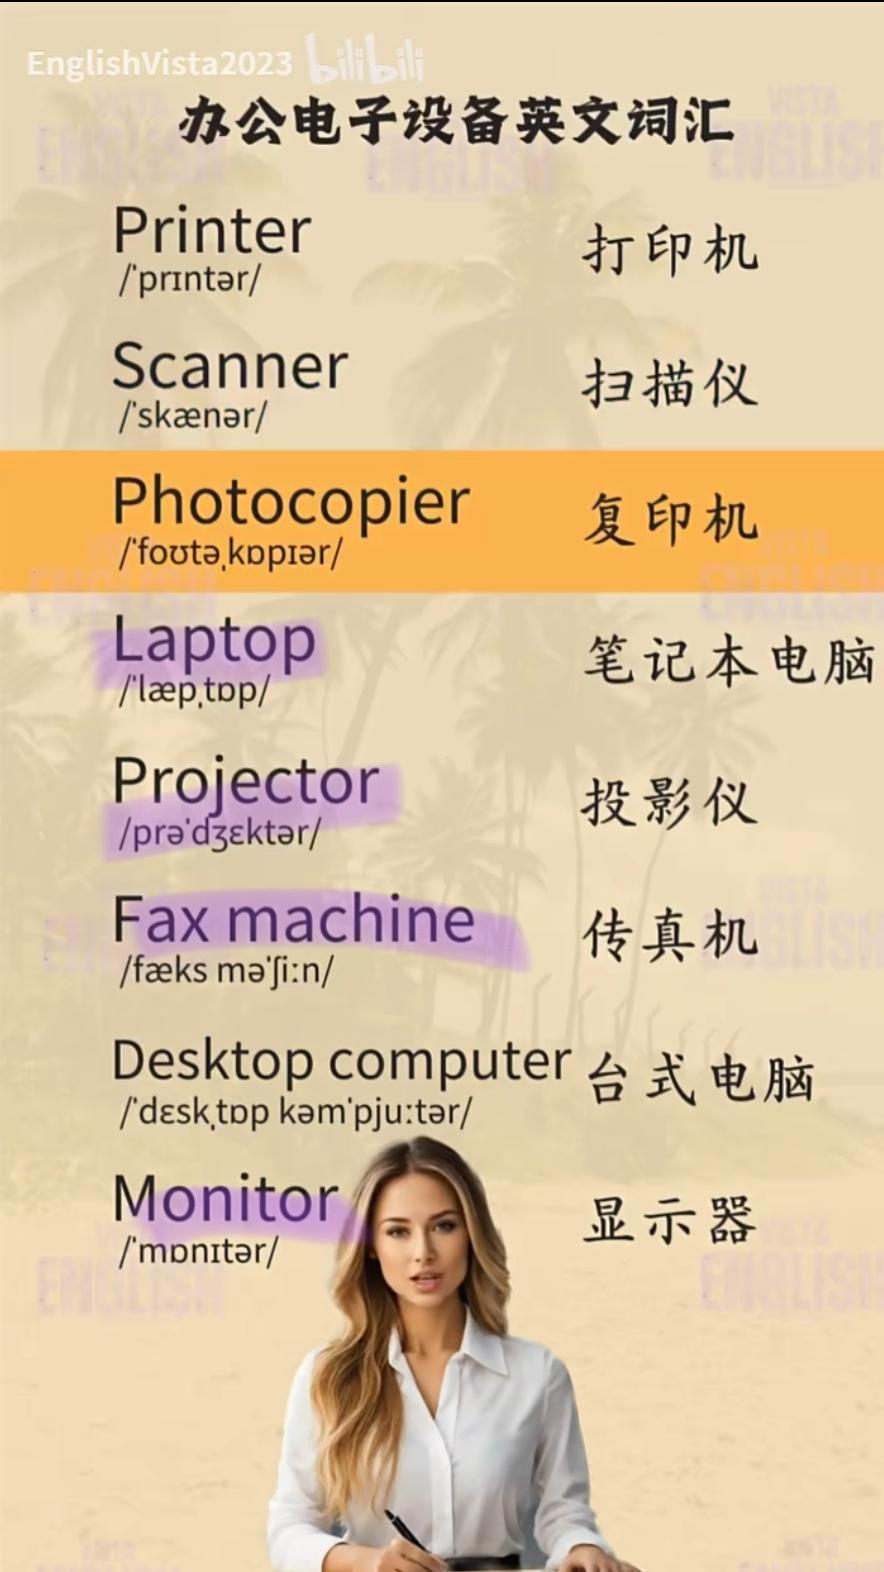 EnglishVista2023 bilibili
办公电子设备英文词汇
Printer 打印机
/ˈprɪntər/
Scanner 扫描仪
/ˈskænər/
Photocopier 复印机
/ˈfoʊtəˌkɒpɪər/
Laptop 笔记本电脑
/ˈlæpˌtɒp/
Projector 投影仪
/prəˈdʒɛktər/
Fax machine 传真机
/fæks məˈʃiːn/
Desktop computer 台式电脑
/ˈdɛskˌtɒp kəmˈpjuːtər/
Monitor 显示器
/ˈmɒnɪtər/
VISTA
ENGLISH